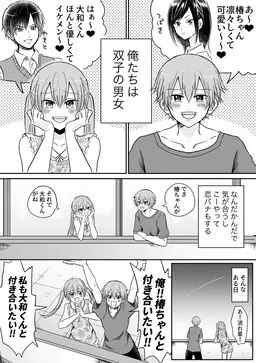 あ〜♥
椿ちゃん
凛々しくて
可愛い〜♥
はぁ〜♥
大和くん
ほんと優しくて
イケメン〜♥
俺たちは
双子の男女
なんだかんだで
気が合うし
こーやって
恋バナもする
でさ
椿ちゃんが
それで
大和くん
がね
そんな
ある日
あ！流れ星！
俺！！椿ちゃんと
付き合いたい！！
私も大和くんと
付き合いたい！！